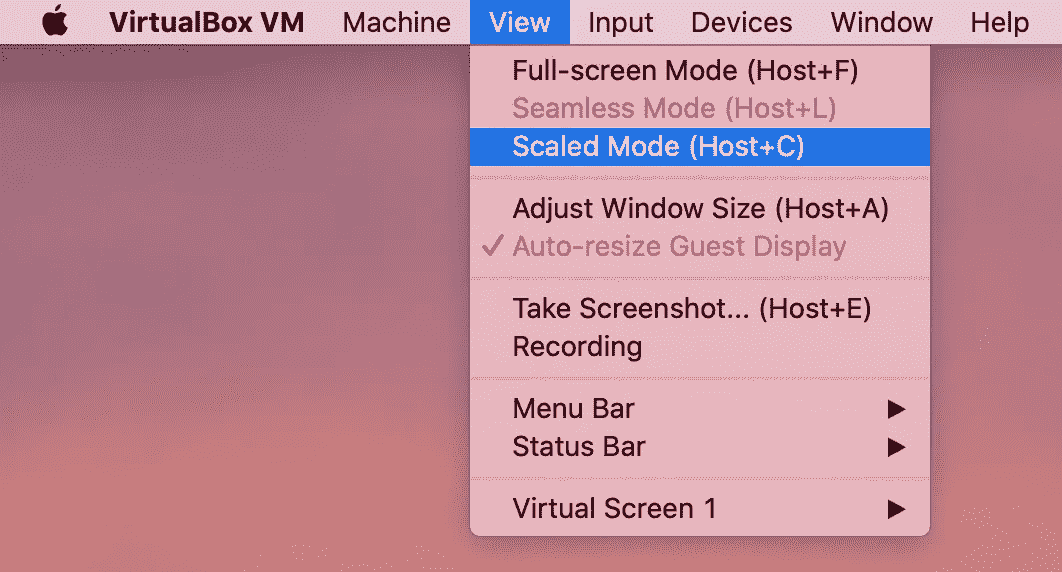 VirtualBox VM Machine View Input Devices Window Help
Full-screen Mode (Host+F)
Seamless Mode (Host+L)
Scaled Mode (Host+C)
Adjust Window Size (Host+A)
✓ Auto-resize Guest Display
Take Screenshot... (Host+E)
Recording
Menu Bar ▶
Status Bar ▶
Virtual Screen 1 ▶